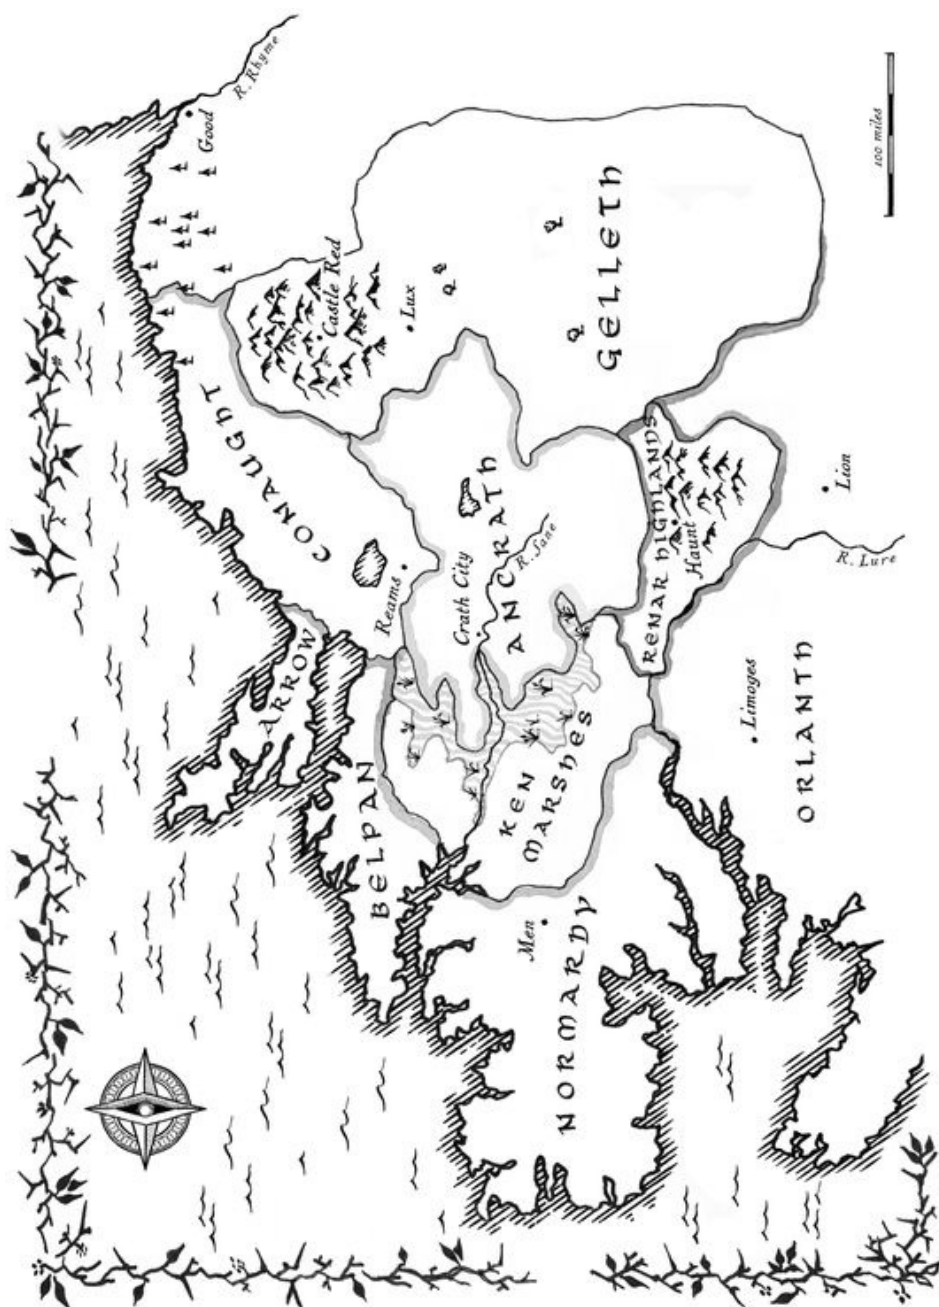 Good
R. Rhyme
CONAUGHT
ARROW
Castle Red
BELPAN
Reams
Lux
Crath City
ANCRATH
R. Sane
KEN
MARSHES
Men
NORMARDY
GELLETH
RENAR HIGHLANDS
Haunt
Limoges
ORLANTH
Lion
R. Lure
100 miles